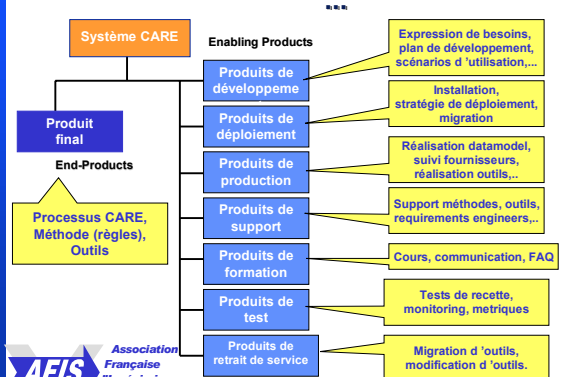 Système CARE
Enabling Products
Expression de besoins,
plan de développement,
scénarios d 'utilisation,...
Produits de
développeme
Installation,
stratégie de déploiement,
migration
Produit
final
Produits de
déploiement
End-Products
Réalisation datamodel,
suivi fournisseurs,
réalisation outils,..
Produits de
production
Processus CARE,
Méthode (règles),
Outils
Support méthodes, outils,
requirements engineers,..
Produits de
support
Produits de
formation
Cours, communication, FAQ
Produits de
test
Tests de recette,
monitoring, metriques
Produits de
retrait de service
Migration d 'outils,
modification d 'outils.
AFIS
Association
Française